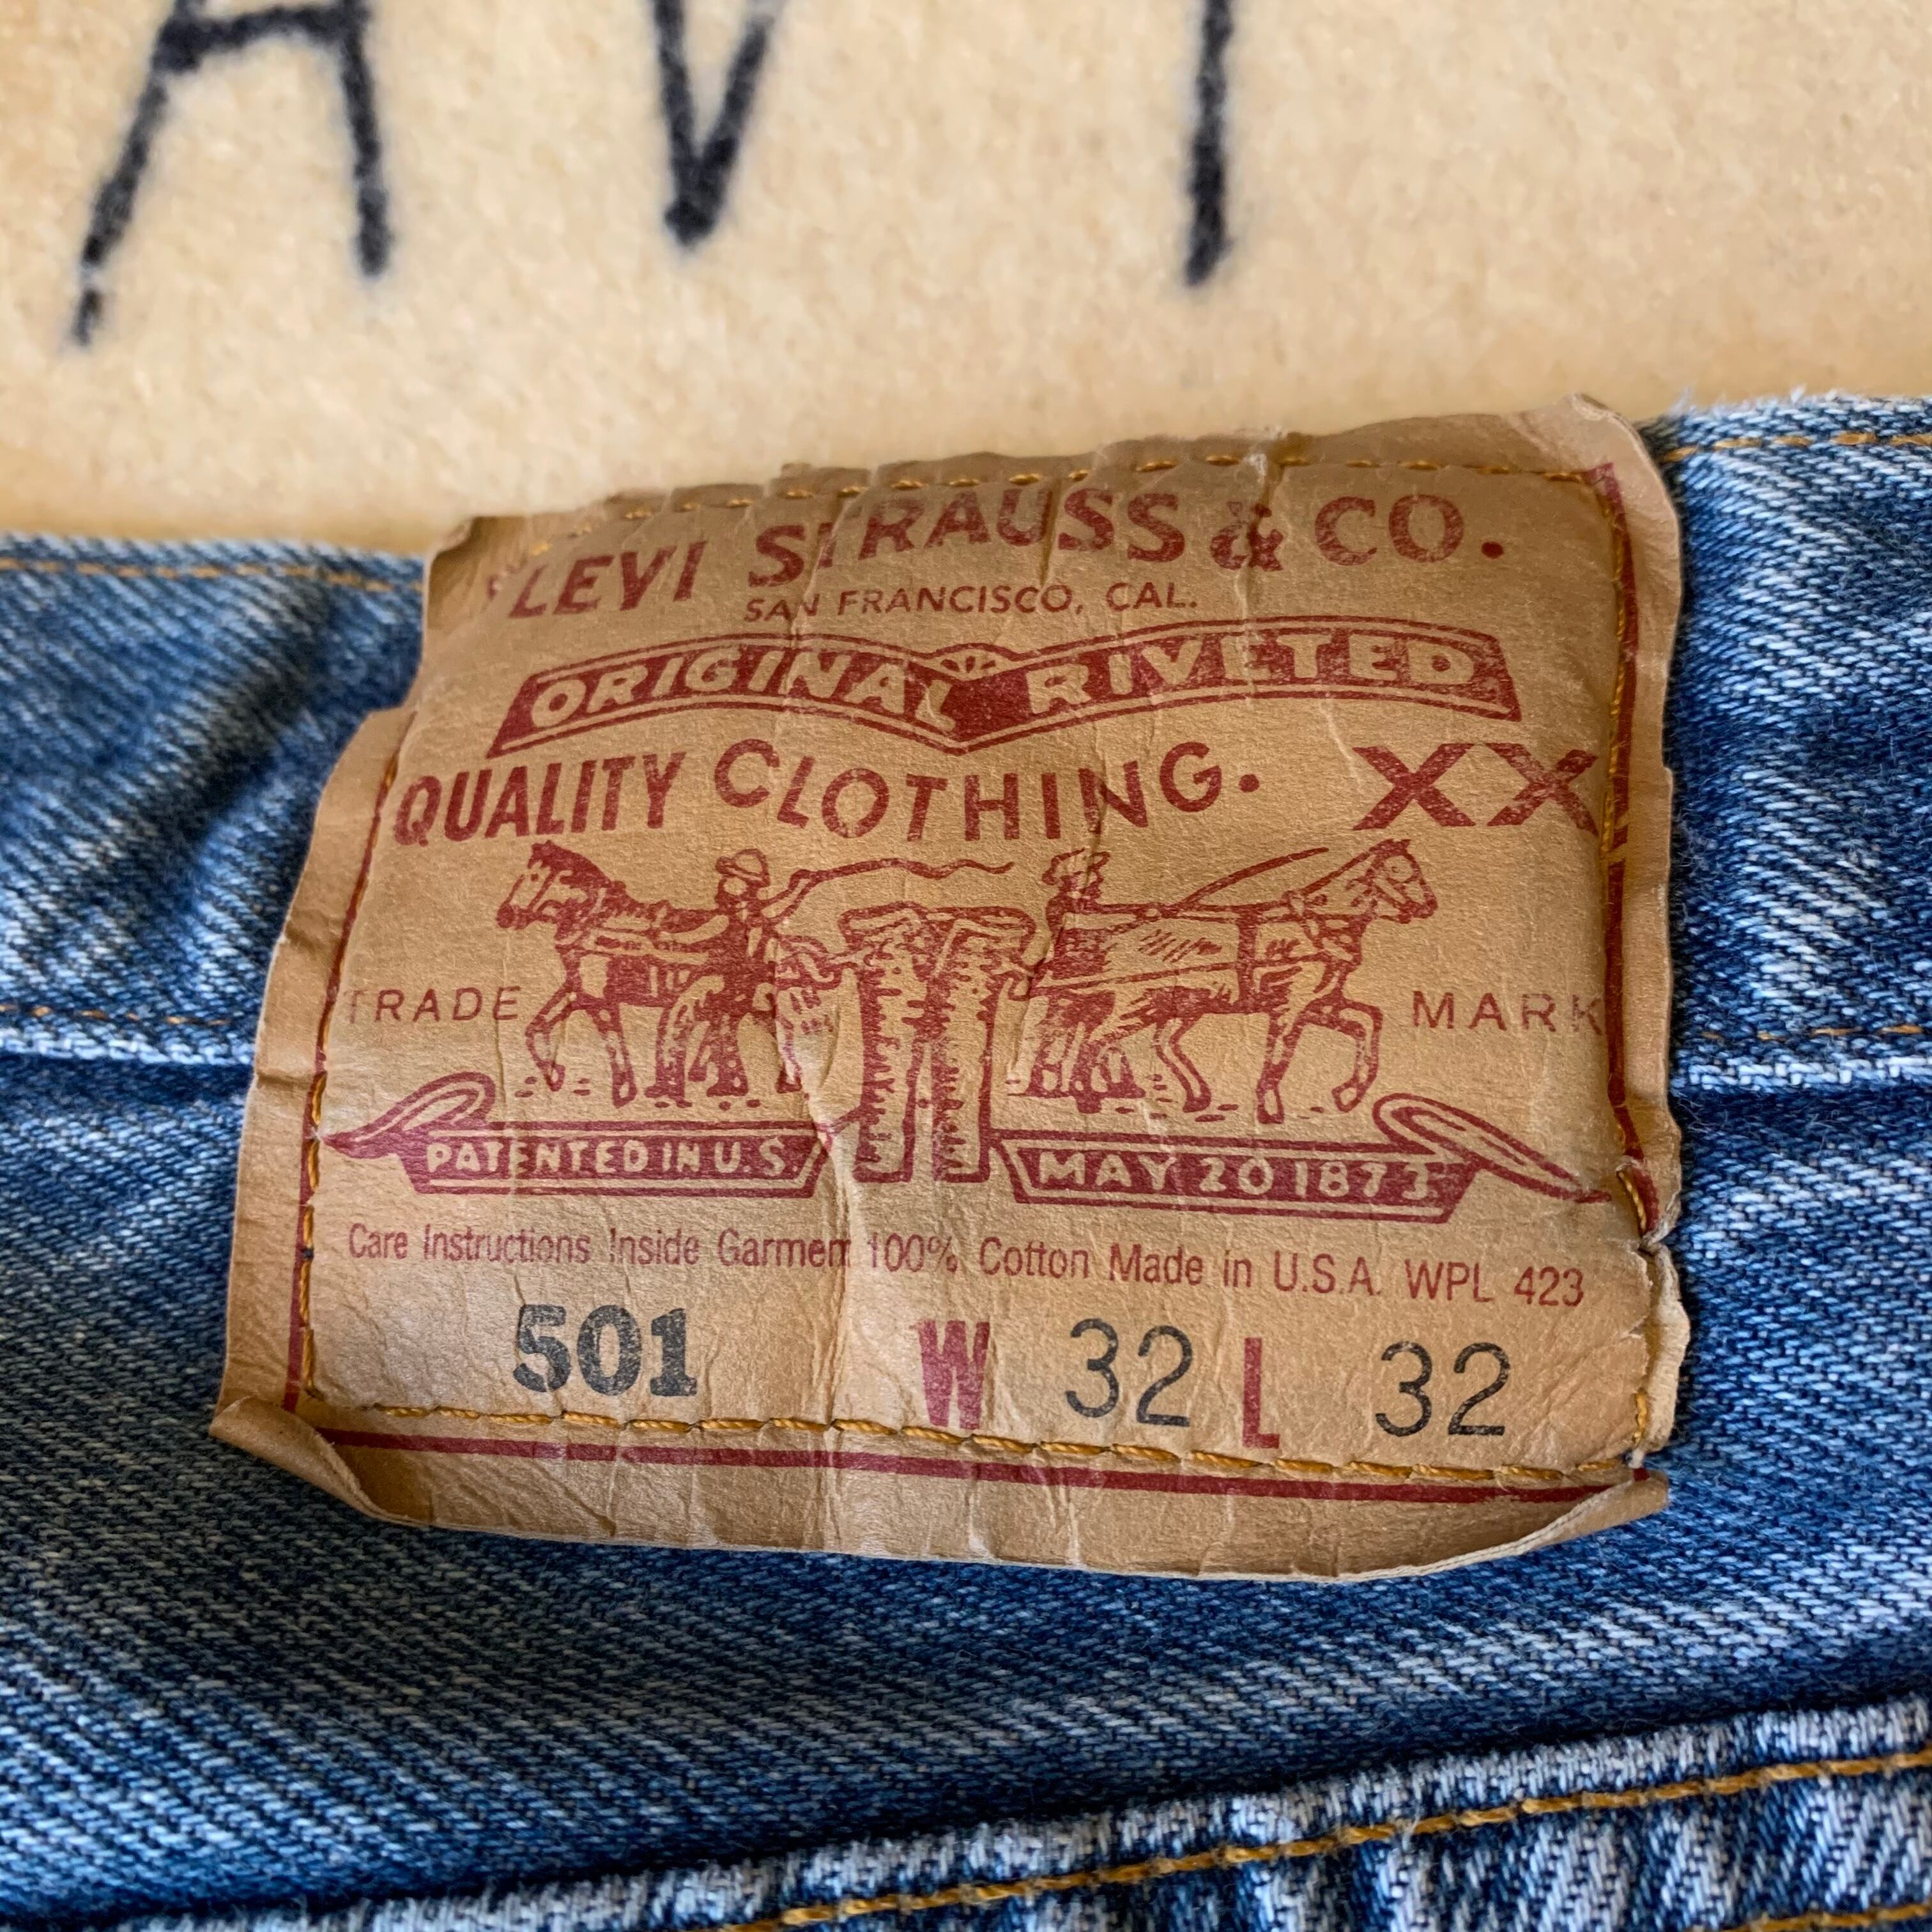 AVI
LEVI STRAUSS & CO.
SAN FRANCISCO, CAL.
ORIGINAL RIVETED
QUALITY CLOTHING. XX
TRADE MARK
PATENTED IN U.S. MAY 20 1873
Care Instructions Inside Garment 100% Cotton Made in U.S.A. WPL 423
501 W 32 L 32